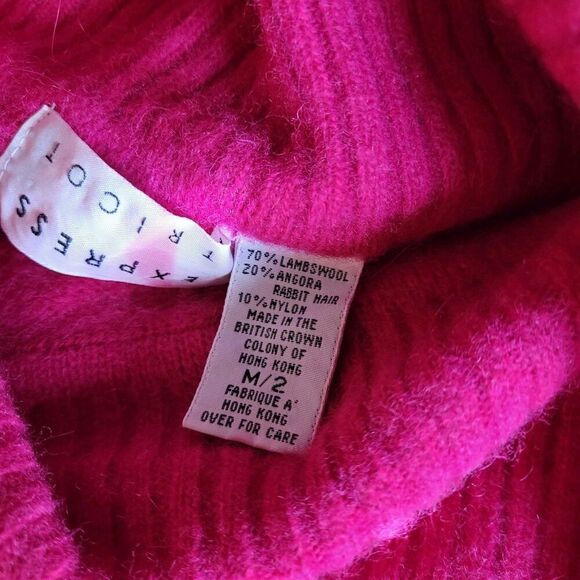 EXPRESS
TRICOT
70% LAMBSWOOL
20% ANGORA
RABBIT HAIR
10% NYLON
MADE IN THE
BRITISH CROWN
COLONY OF
HONG KONG
M/2
FABRIQUE A'
HONG KONG
OVER FOR CARE